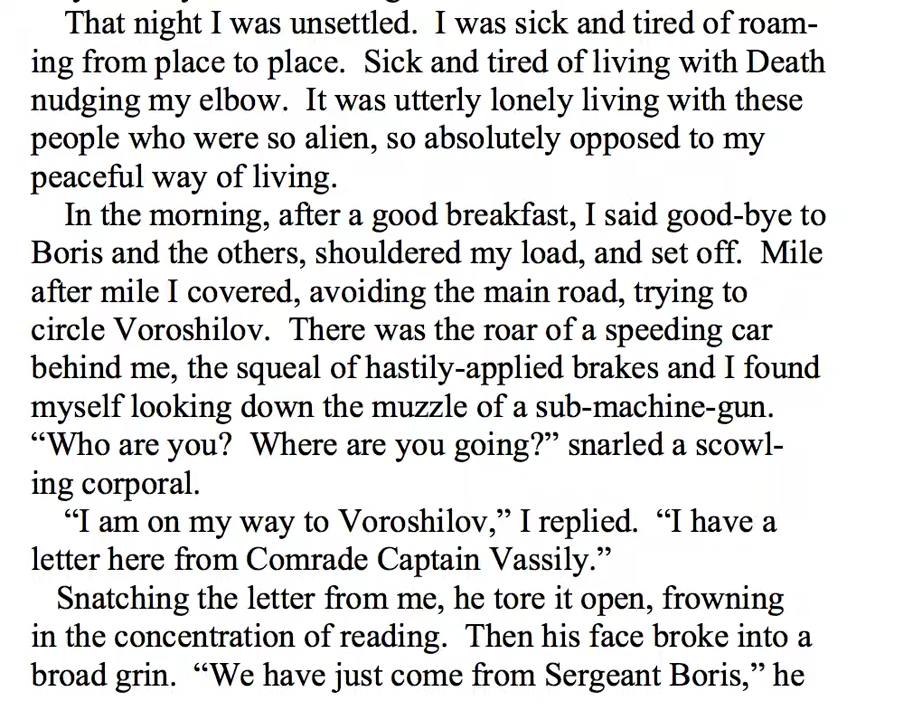 That night I was unsettled. I was sick and tired of roam-
ing from place to place. Sick and tired of living with Death
nudging my elbow. It was utterly lonely living with these
people who were so alien, so absolutely opposed to my
peaceful way of living.
In the morning, after a good breakfast, I said good-bye to
Boris and the others, shouldered my load, and set off. Mile
after mile I covered, avoiding the main road, trying to
circle Voroshilov. There was the roar of a speeding car
behind me, the squeal of hastily-applied brakes and I found
myself looking down the muzzle of a sub-machine-gun.
“Who are you? Where are you going?” snarled a scowl-
ing corporal.
“I am on my way to Voroshilov,” I replied. “I have a
letter here from Comrade Captain Vassily.”
Snatching the letter from me, he tore it open, frowning
in the concentration of reading. Then his face broke into a
broad grin. “We have just come from Sergeant Boris,” he